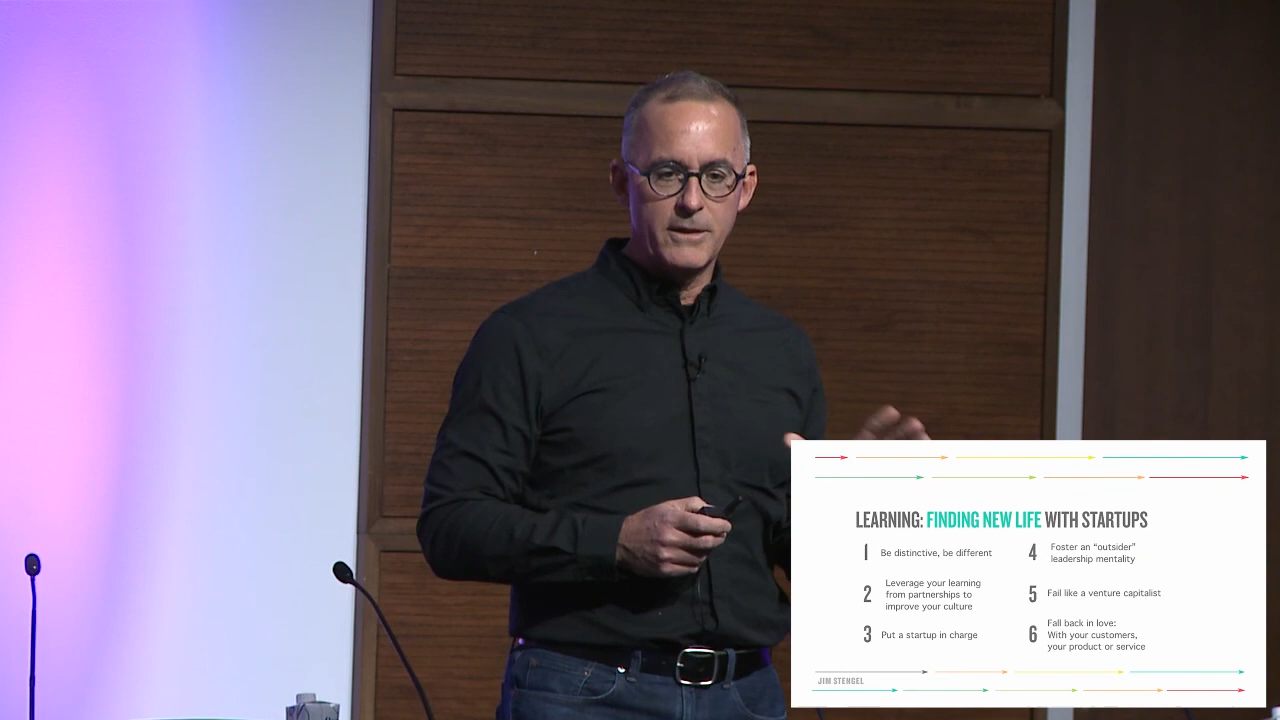 LEARNING: FINDING NEW LIFE WITH STARTUPS
1 Be distinctive, be different
2 Leverage your learning
from partnerships to
improve your culture
3 Put a startup in charge
4 Foster an “outsider”
leadership mentality
5 Fail like a venture capitalist
6 Fall back in love:
With your customers,
your product or service
JIM STENGEL